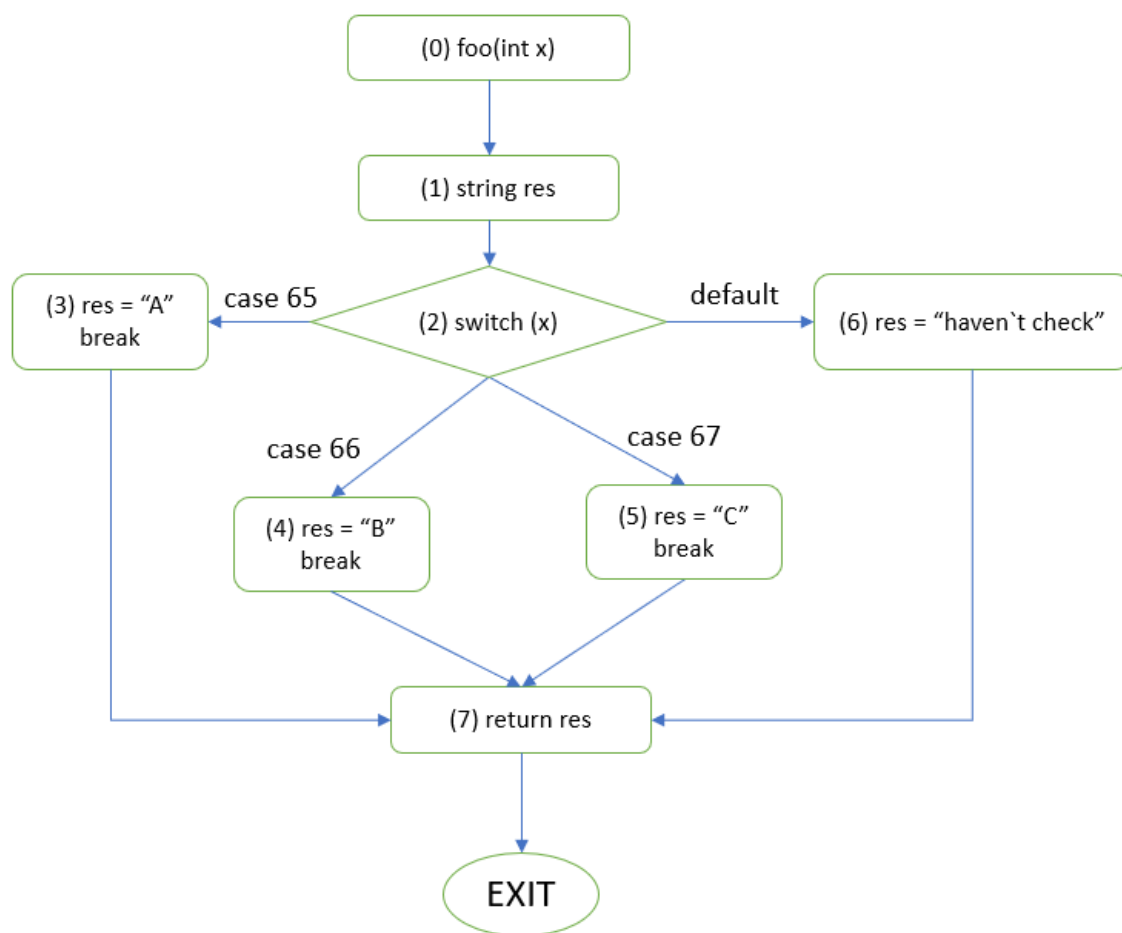 (0) foo(int x)
(1) string res
case 65
default
(3) res = “A”
break
(2) switch (x)
(6) res = “haven`t check”
case 66
case 67
(4) res = “B”
break
(5) res = “C”
break
(7) return res
EXIT